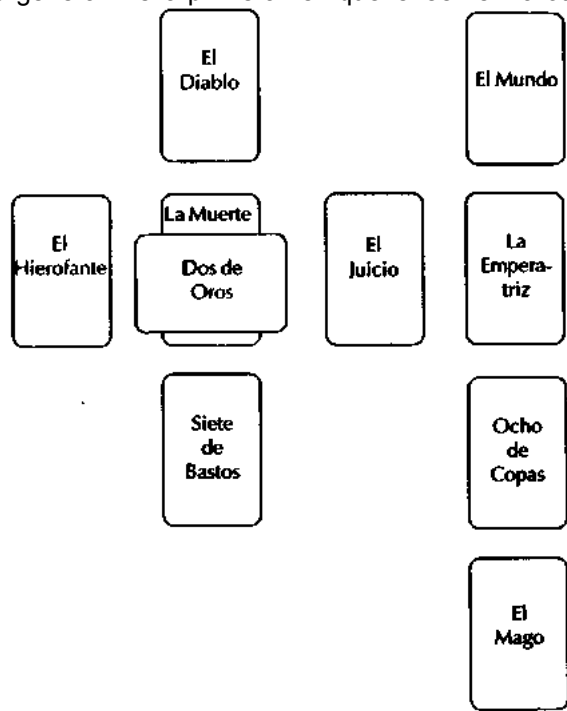 El
Diablo
El Mundo
El
Hierofante
La Muerte
Dos de
Oros
El
Juicio
La
Empera-
triz
Siete
de
Bastos
Ocho
de
Copas
El
Mago